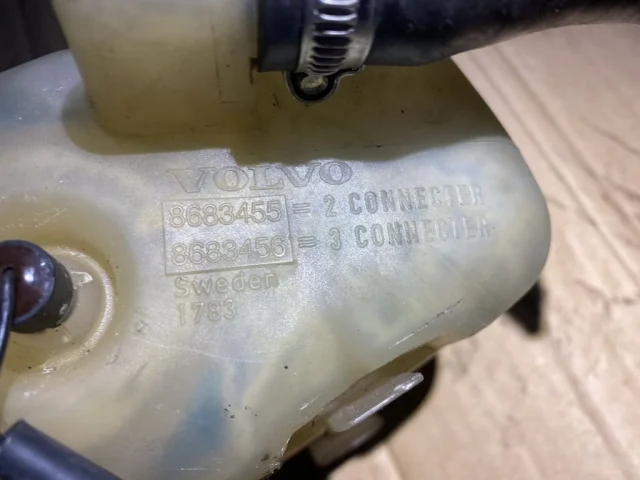 VOLVO
8683455 = 2 CONNECTER
8683456 = 3 CONNECTER
Sweden
1783